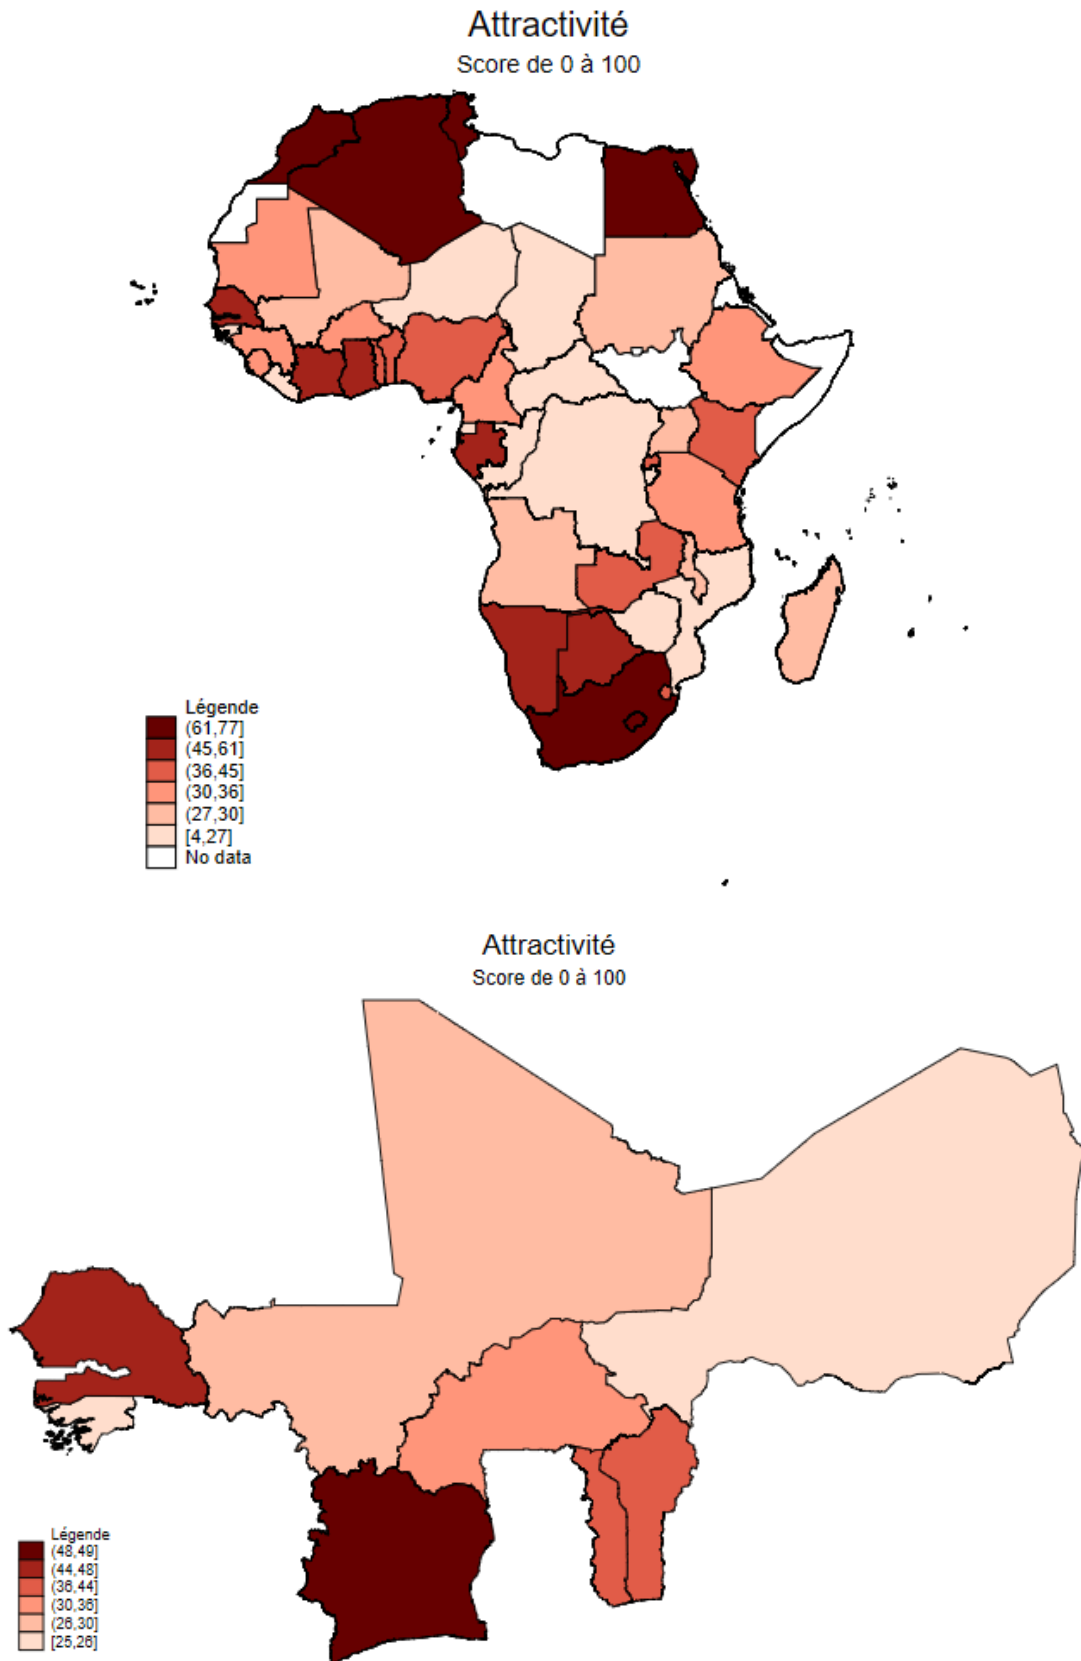 Attractivité
Score de 0 à 100
Légende
(61,77]
(45,61]
(36,45]
(30,36]
(27,30]
[4,27]
No data
Attractivité
Score de 0 à 100
Légende
(48,49]
(44,48]
(36,44]
(30,36]
(26,30]
[25,26]